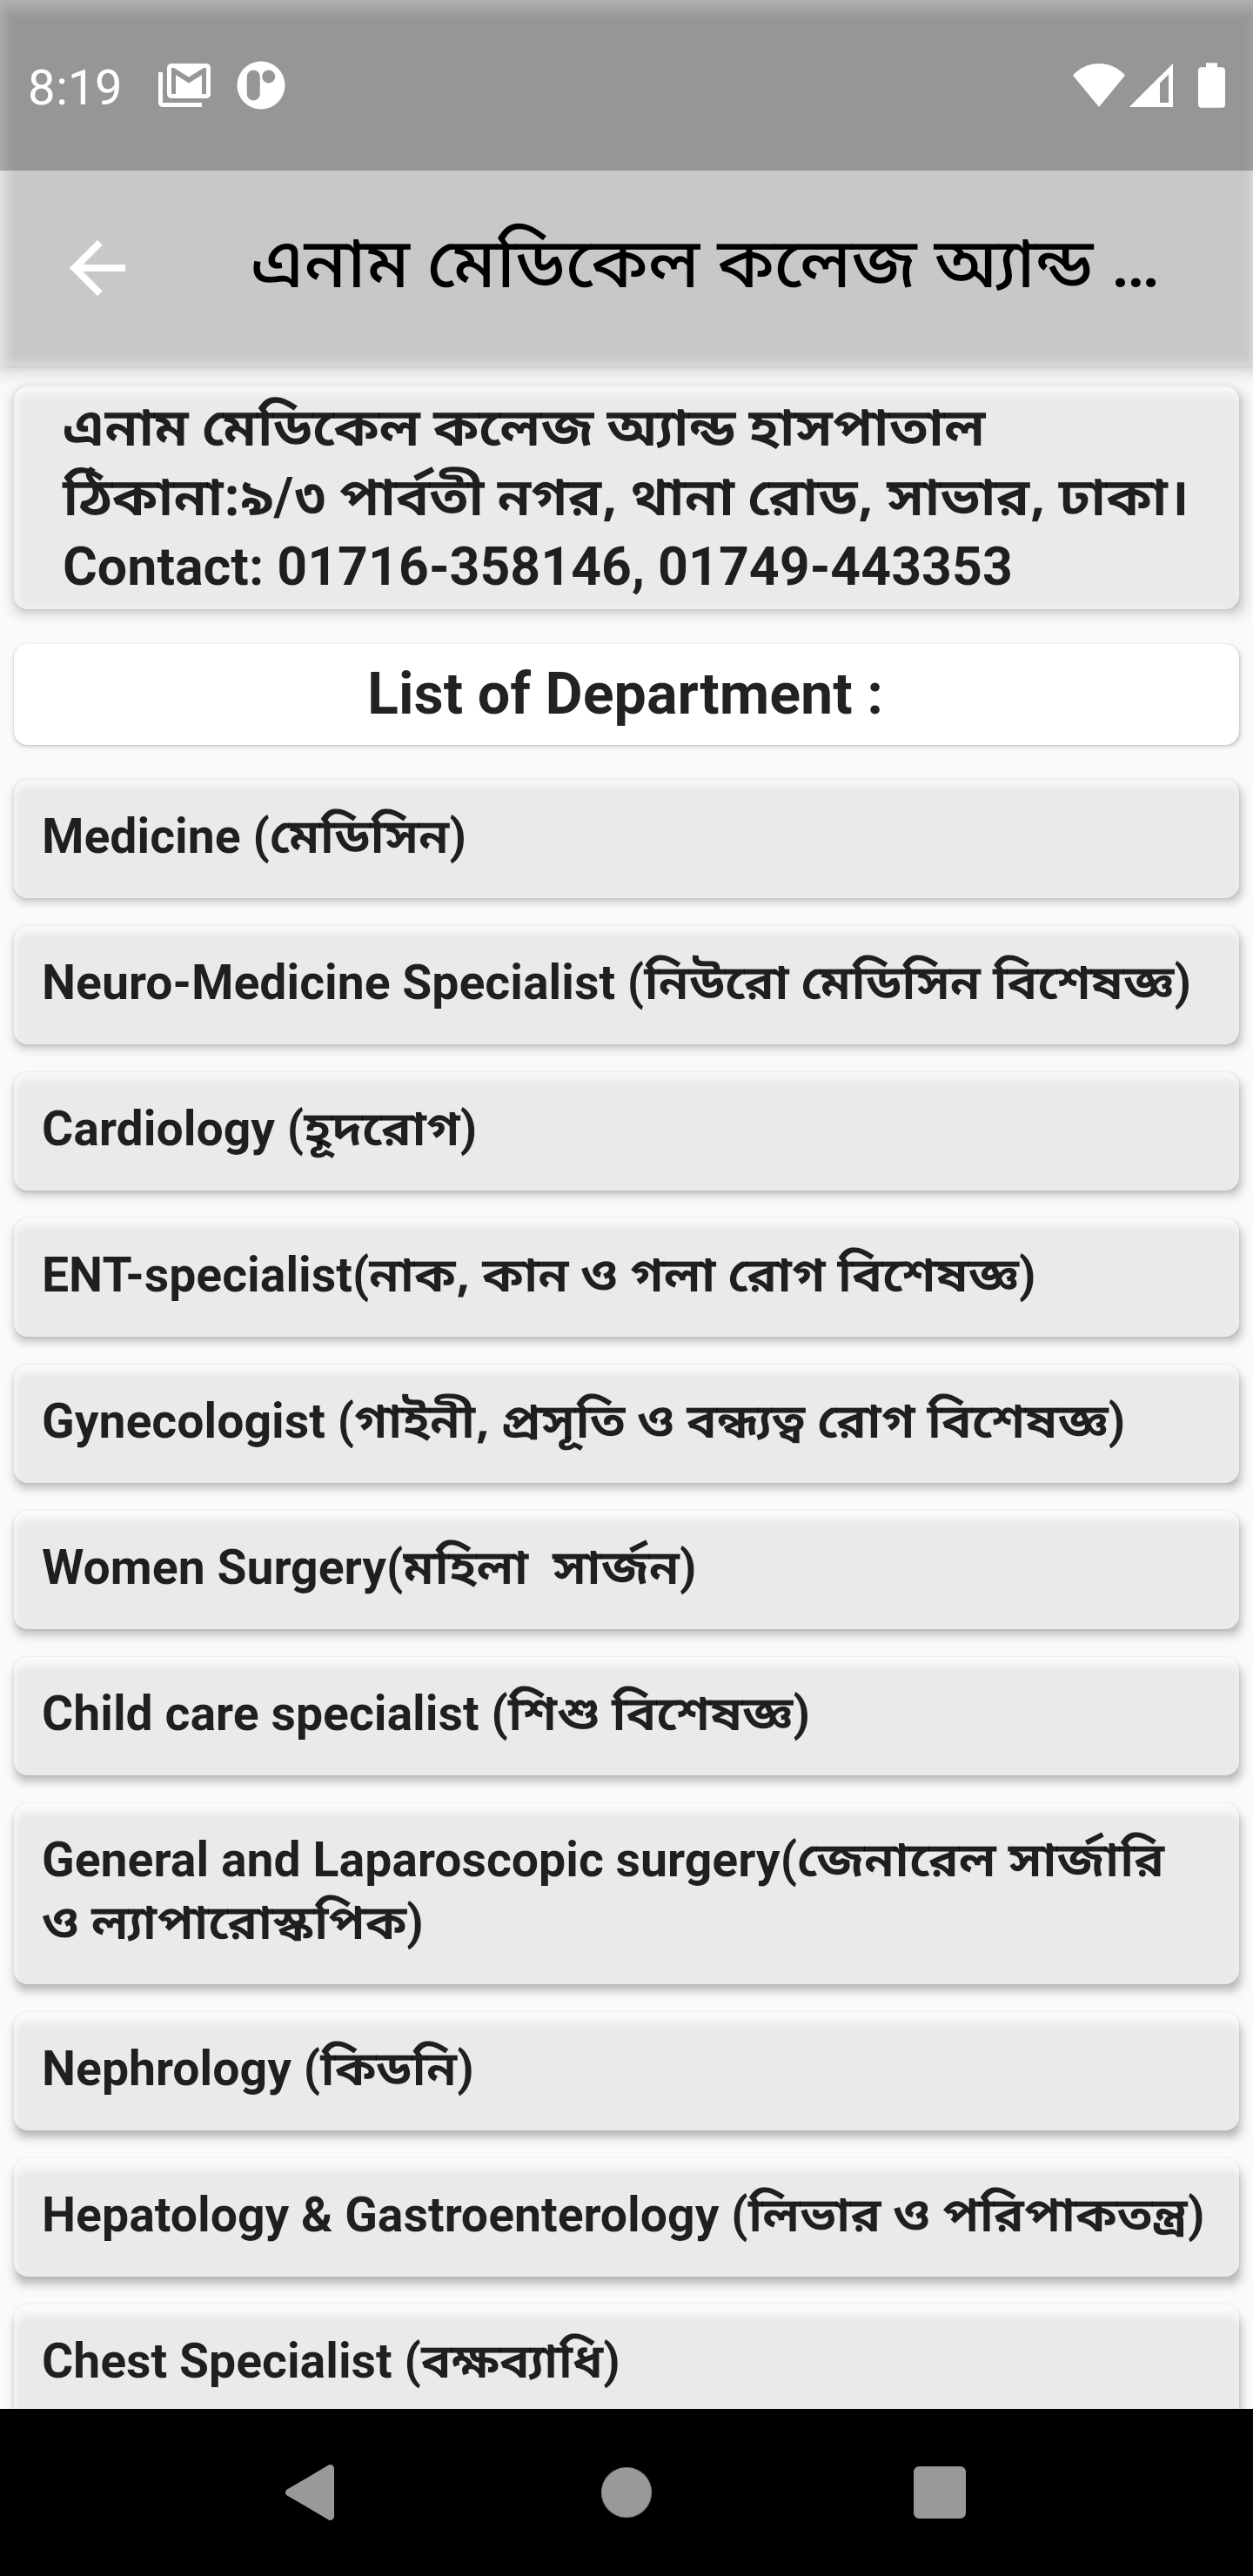 8:19
এনাম মেডিকেল কলেজ অ্যান্ড ...
এনাম মেডিকেল কলেজ অ্যান্ড হাসপাতাল
ঠিকানা:৯/৩ পার্বতী নগর, থানা রোড, সাভার, ঢাকা।
Contact: 01716-358146, 01749-443353
List of Department :
Medicine (মেডিসিন)
Neuro-Medicine Specialist (নিউরো মেডিসিন বিশেষজ্ঞ)
Cardiology (হূদরোগ)
ENT-specialist(নাক, কান ও গলা রোগ বিশেষজ্ঞ)
Gynecologist (গাইনী, প্রসূতি ও বন্ধ্যত্ব রোগ বিশেষজ্ঞ)
Women Surgery(মহিলা  সার্জন)
Child care specialist (শিশু বিশেষজ্ঞ)
General and Laparoscopic surgery(জেনারেল সার্জারি
ও ল্যাপারোস্কপিক)
Nephrology (কিডনি)
Hepatology & Gastroenterology (লিভার ও পরিপাকতন্ত্র)
Chest Specialist (বক্ষব্যাধি)